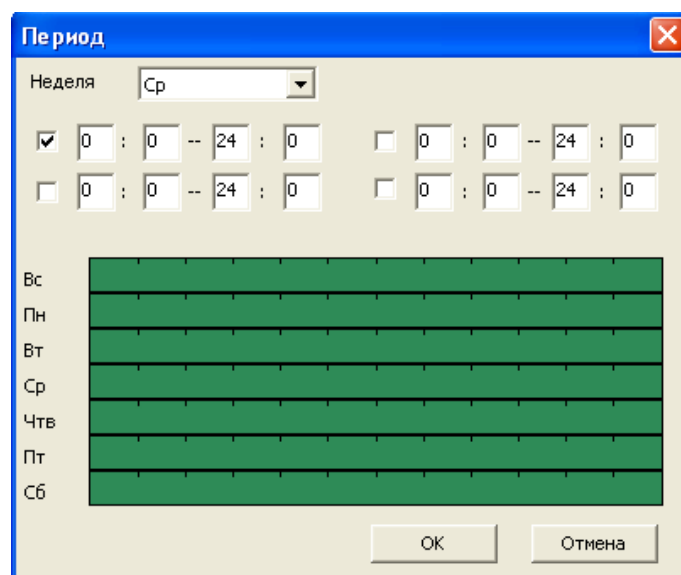 Период
Неделя Ср
0 : 0 -- 24 : 0 0 : 0 -- 24 : 0
0 : 0 -- 24 : 0 0 : 0 -- 24 : 0
Вс
Пн
Вт
Ср
Чтв
Пт
Сб
OK Отмена